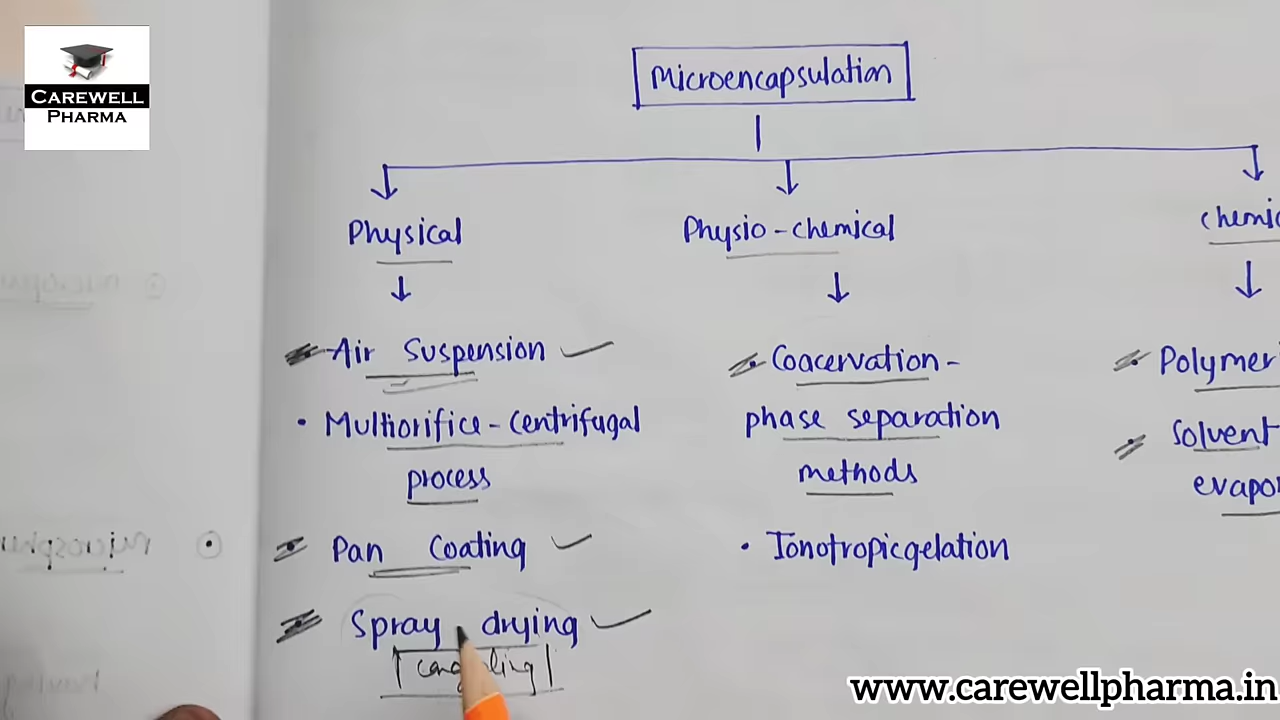 CAREWELL
PHARMA
Microencapsulation
Physical
Physio-chemical
Air Suspension
Coacervation-
• Multiorifice-Centrifugal
phase separation
Solvent
process
methods
Pan Coating
• Ionotropicgelation
Spray drying
www.carewellpharma.in